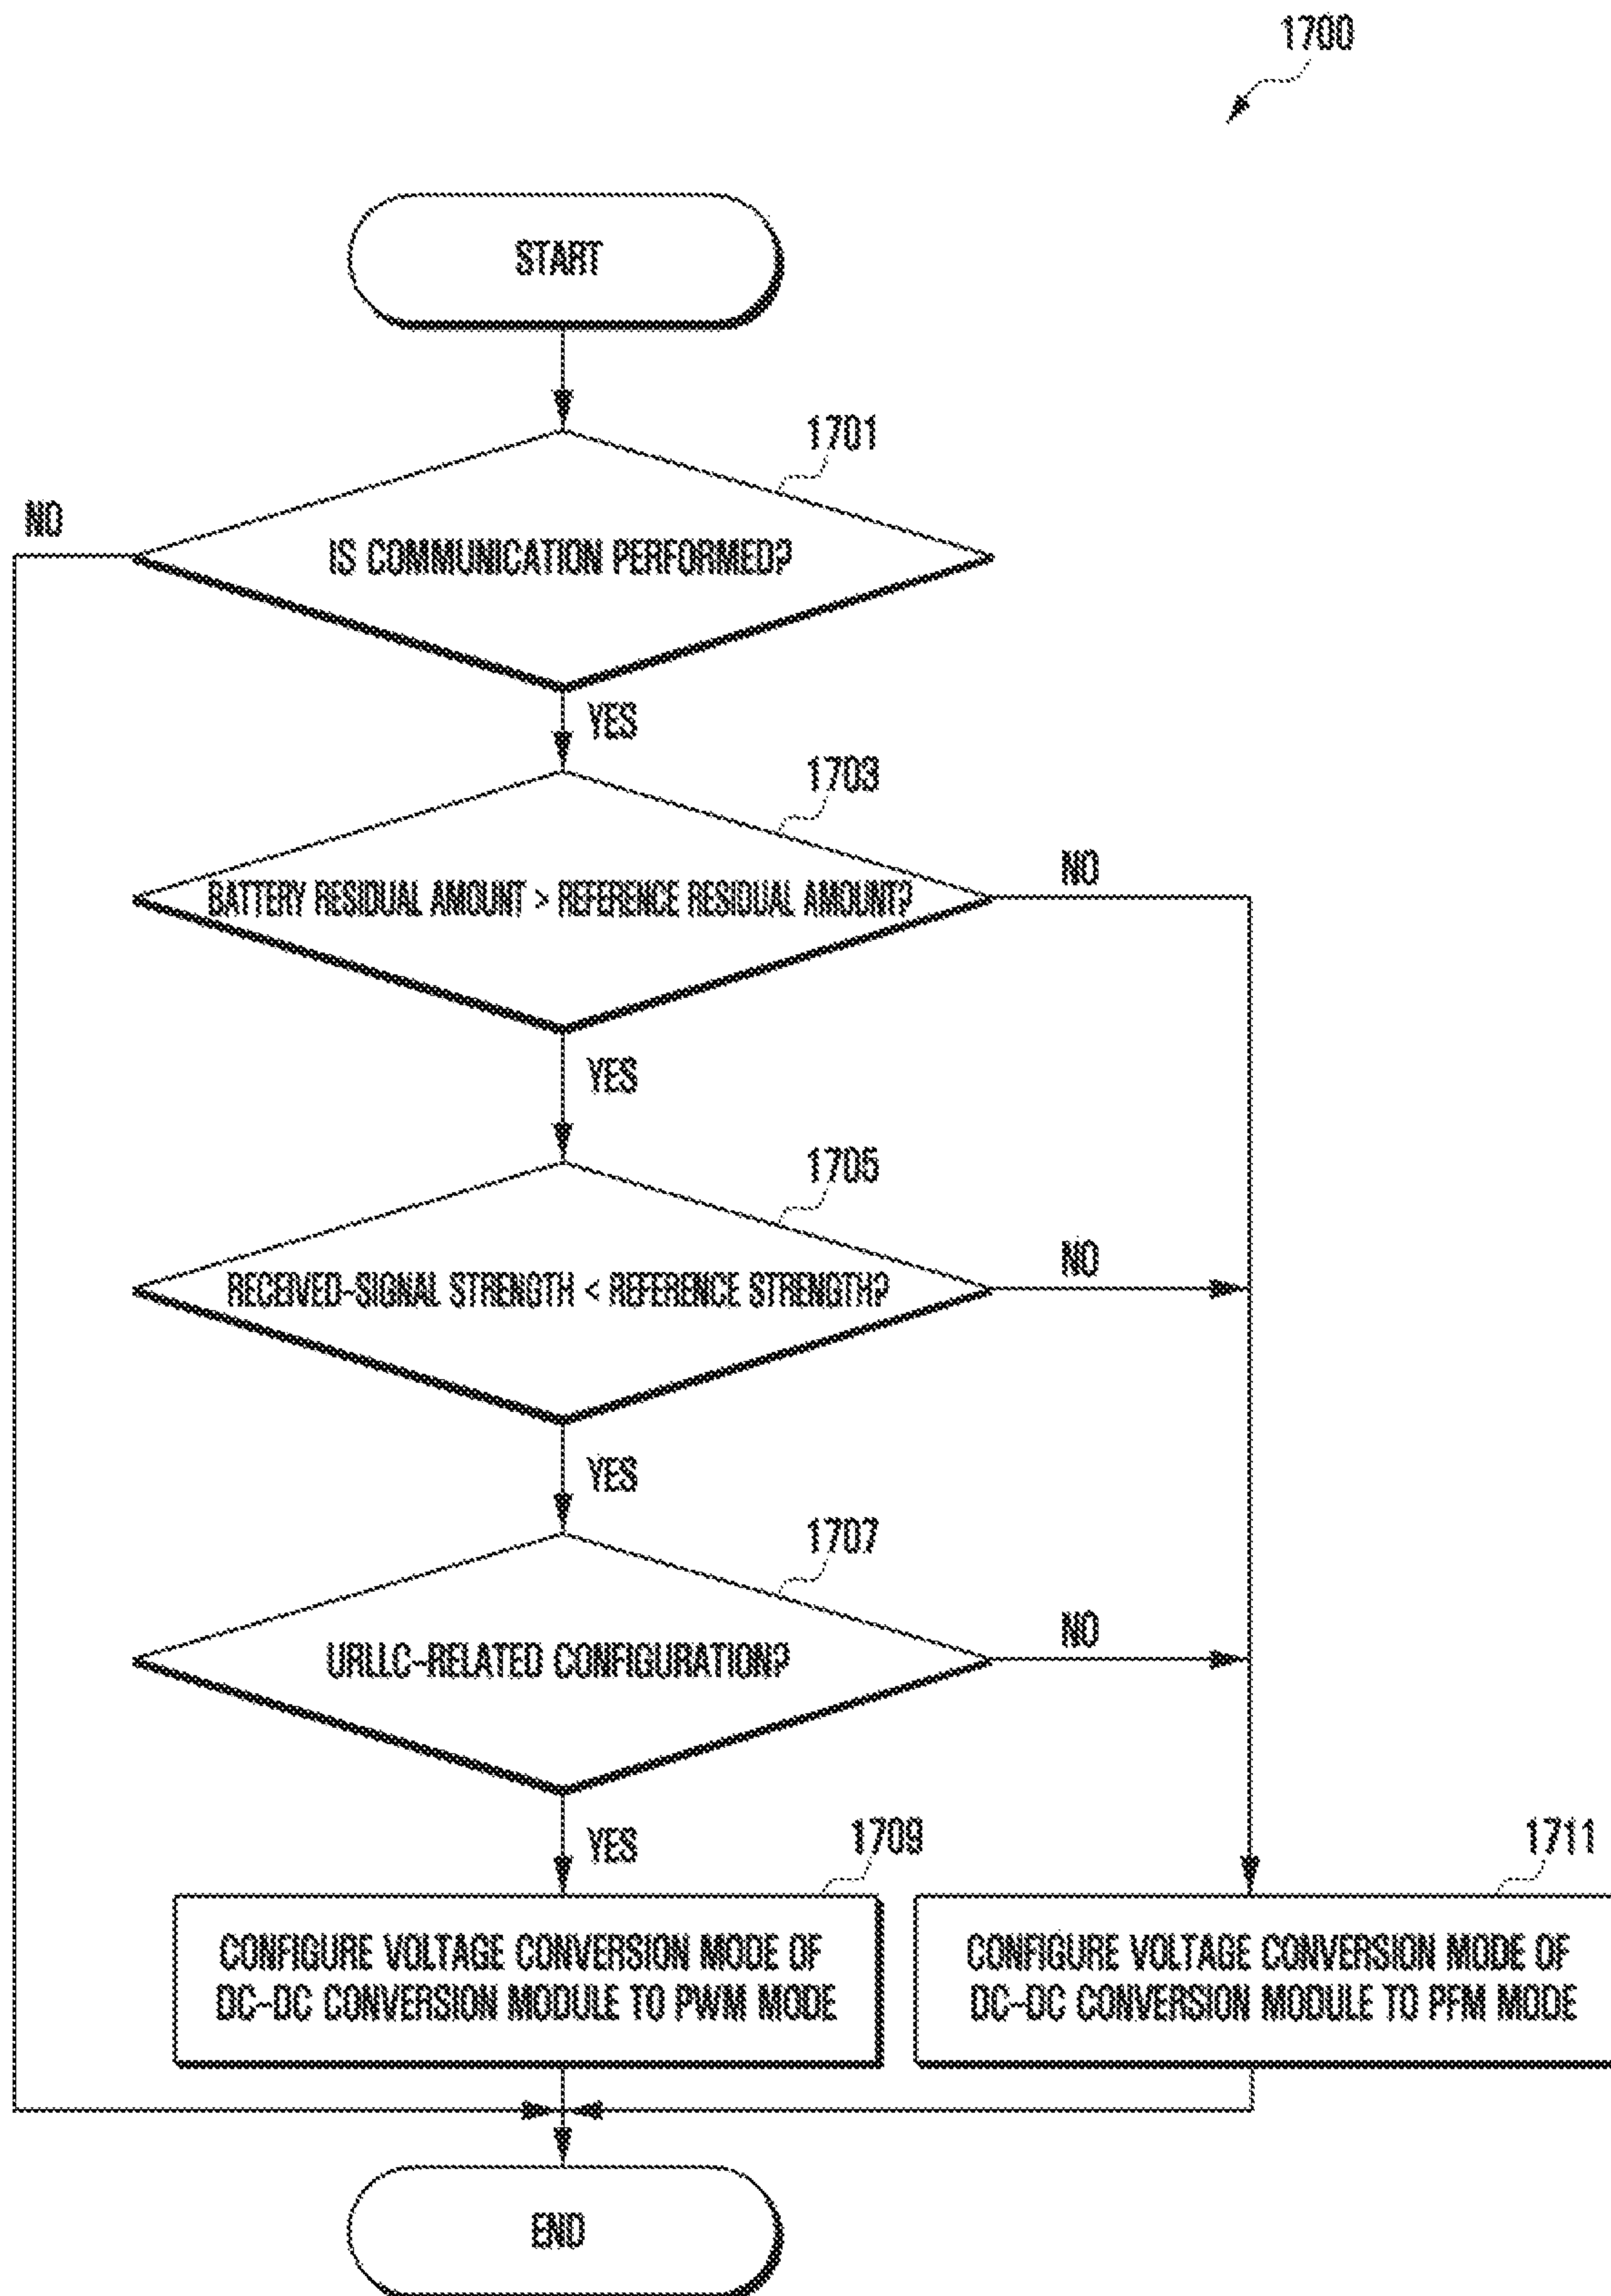 1700
START
1701
NO
IS COMMUNICATION PERFORMED?
YES
1703
NO
BATTERY RESIDUAL AMOUNT > REFERENCE RESIDUAL AMOUNT?
YES
1705
NO
RECEIVED-SIGNAL STRENGTH < REFERENCE STRENGTH?
YES
1707
NO
URLLC-RELATED CONFIGURATION?
YES
1709
1711
CONFIGURE VOLTAGE CONVERSION MODE OF
DC-DC CONVERSION MODULE TO PWM MODE
CONFIGURE VOLTAGE CONVERSION MODE OF
DC-DC CONVERSION MODULE TO PFM MODE
END